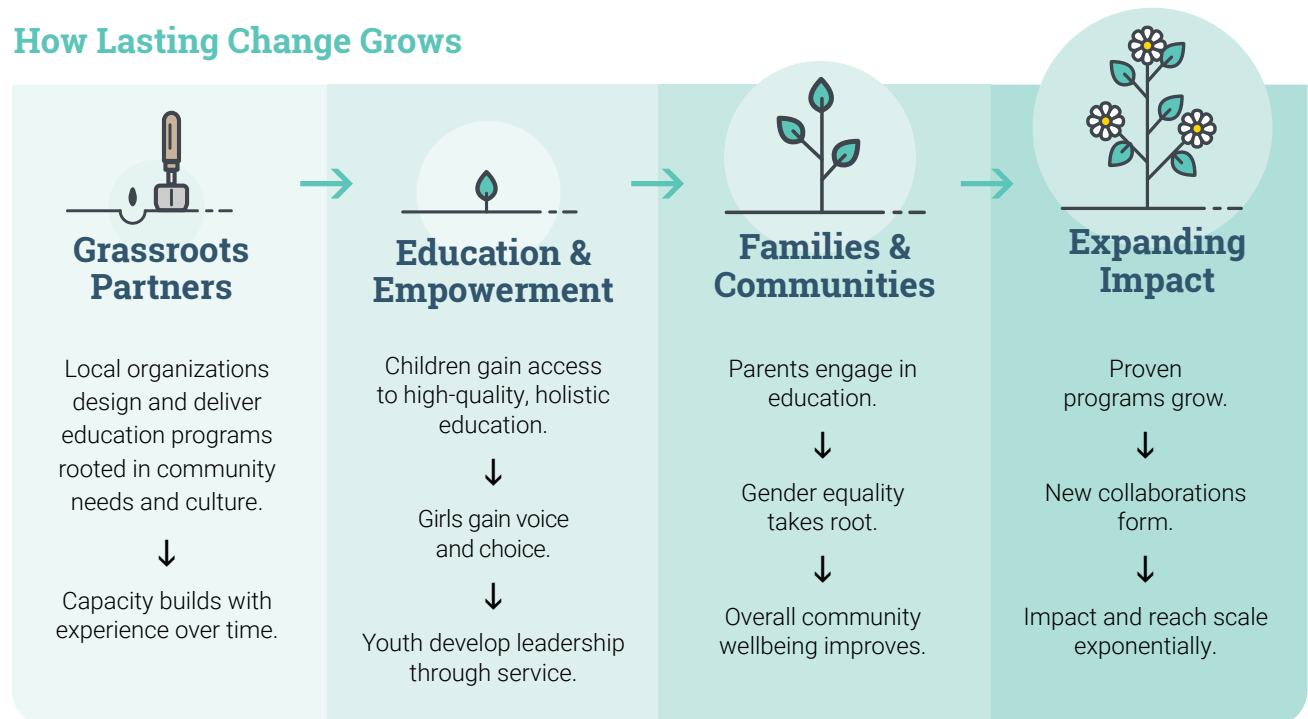 How Lasting Change Grows
Grassroots
Partners
Local organizations
design and deliver
education programs
rooted in community
needs and culture.
Capacity builds with
experience over time.
Education &
Empowerment
Children gain access
to high-quality, holistic
education.
Girls gain voice
and choice.
Youth develop leadership
through service.
Families &
Communities
Parents engage in
education.
Gender equality
takes root.
Overall community
wellbeing improves.
Expanding
Impact
Proven
programs grow.
New collaborations
form.
Impact and reach scale
exponentially.